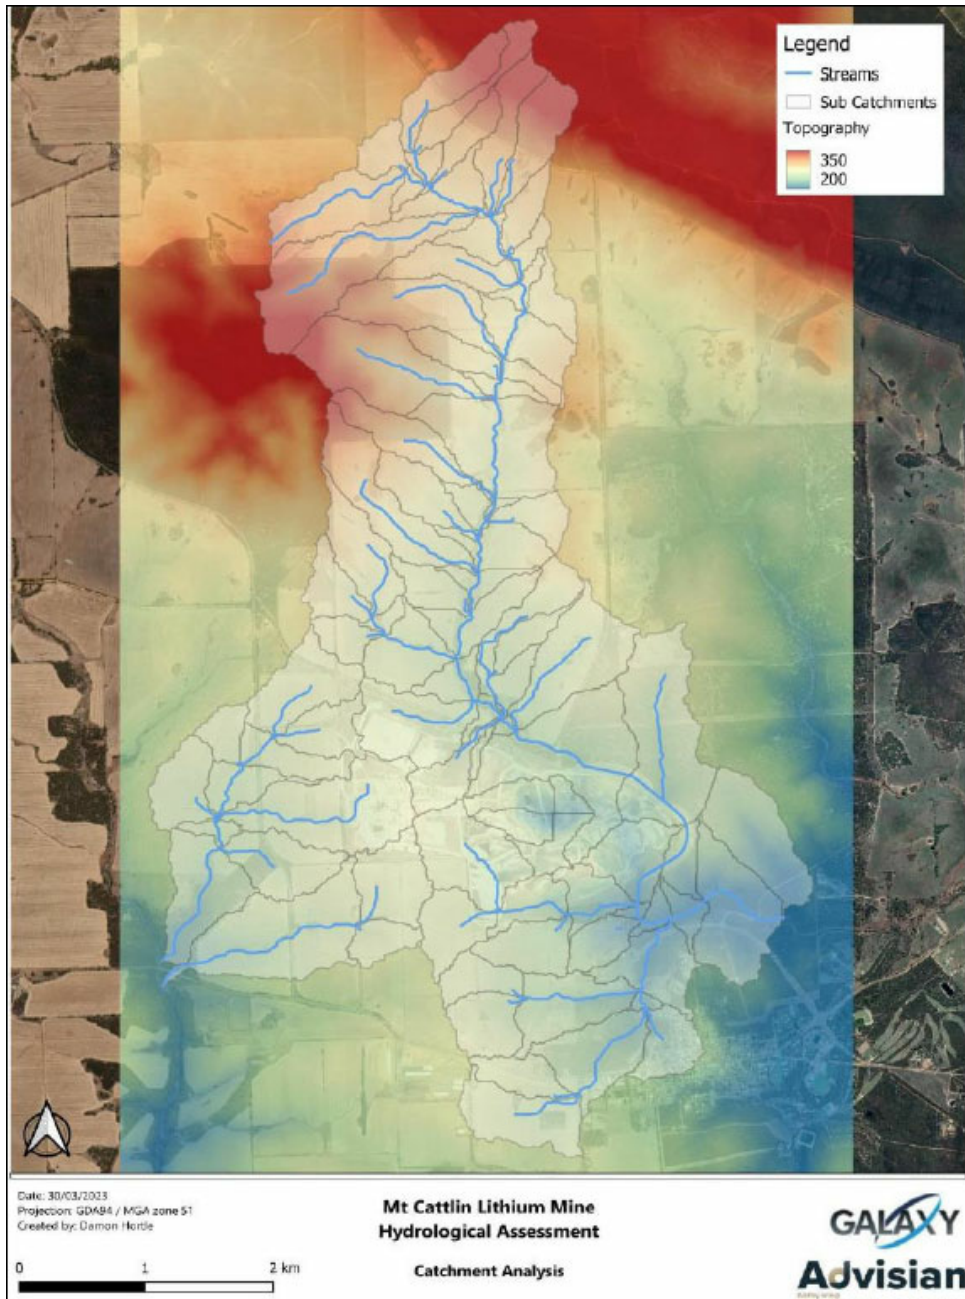 Legend
Streams
Sub Catchments
Topography
350
200
Date: 30/03/2023
Projection: GDA94 / MGA zone 51
Created by: Damon Hortle
0 1 2 km
Mt Cattlin Lithium Mine
Hydrological Assessment
Catchment Analysis
GALAXY
Advisian